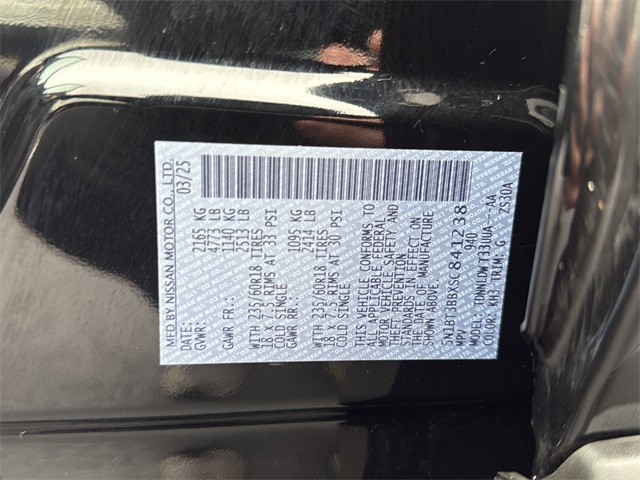 MFD BY NISSAN MOTOR CO., LTD.
DATE: 03/25
GVWR: 2165 KG
4773 LB
GAWR FR.: 1140 KG
2513 LB
WITH 235/60R18 TIRES
18 X 7.5 RIMS AT 33 PSI
COLD SINGLE
GAWR RR.: 1095 KG
2414 LB
WITH 235/60R18 TIRES
18 X 7.5 RIMS AT 30 PSI
COLD SINGLE
THIS VEHICLE CONFORMS TO
ALL APPLICABLE FEDERAL
MOTOR VEHICLE SAFETY AND
THEFT PREVENTION
STANDARDS IN EFFECT ON
THE DATE OF MANUFACTURE
SHOWN ABOVE.
5N1BT3BBXSC841238
MPV 940
MODEL:
COLOR: KH3 TRIM: G ZS30A